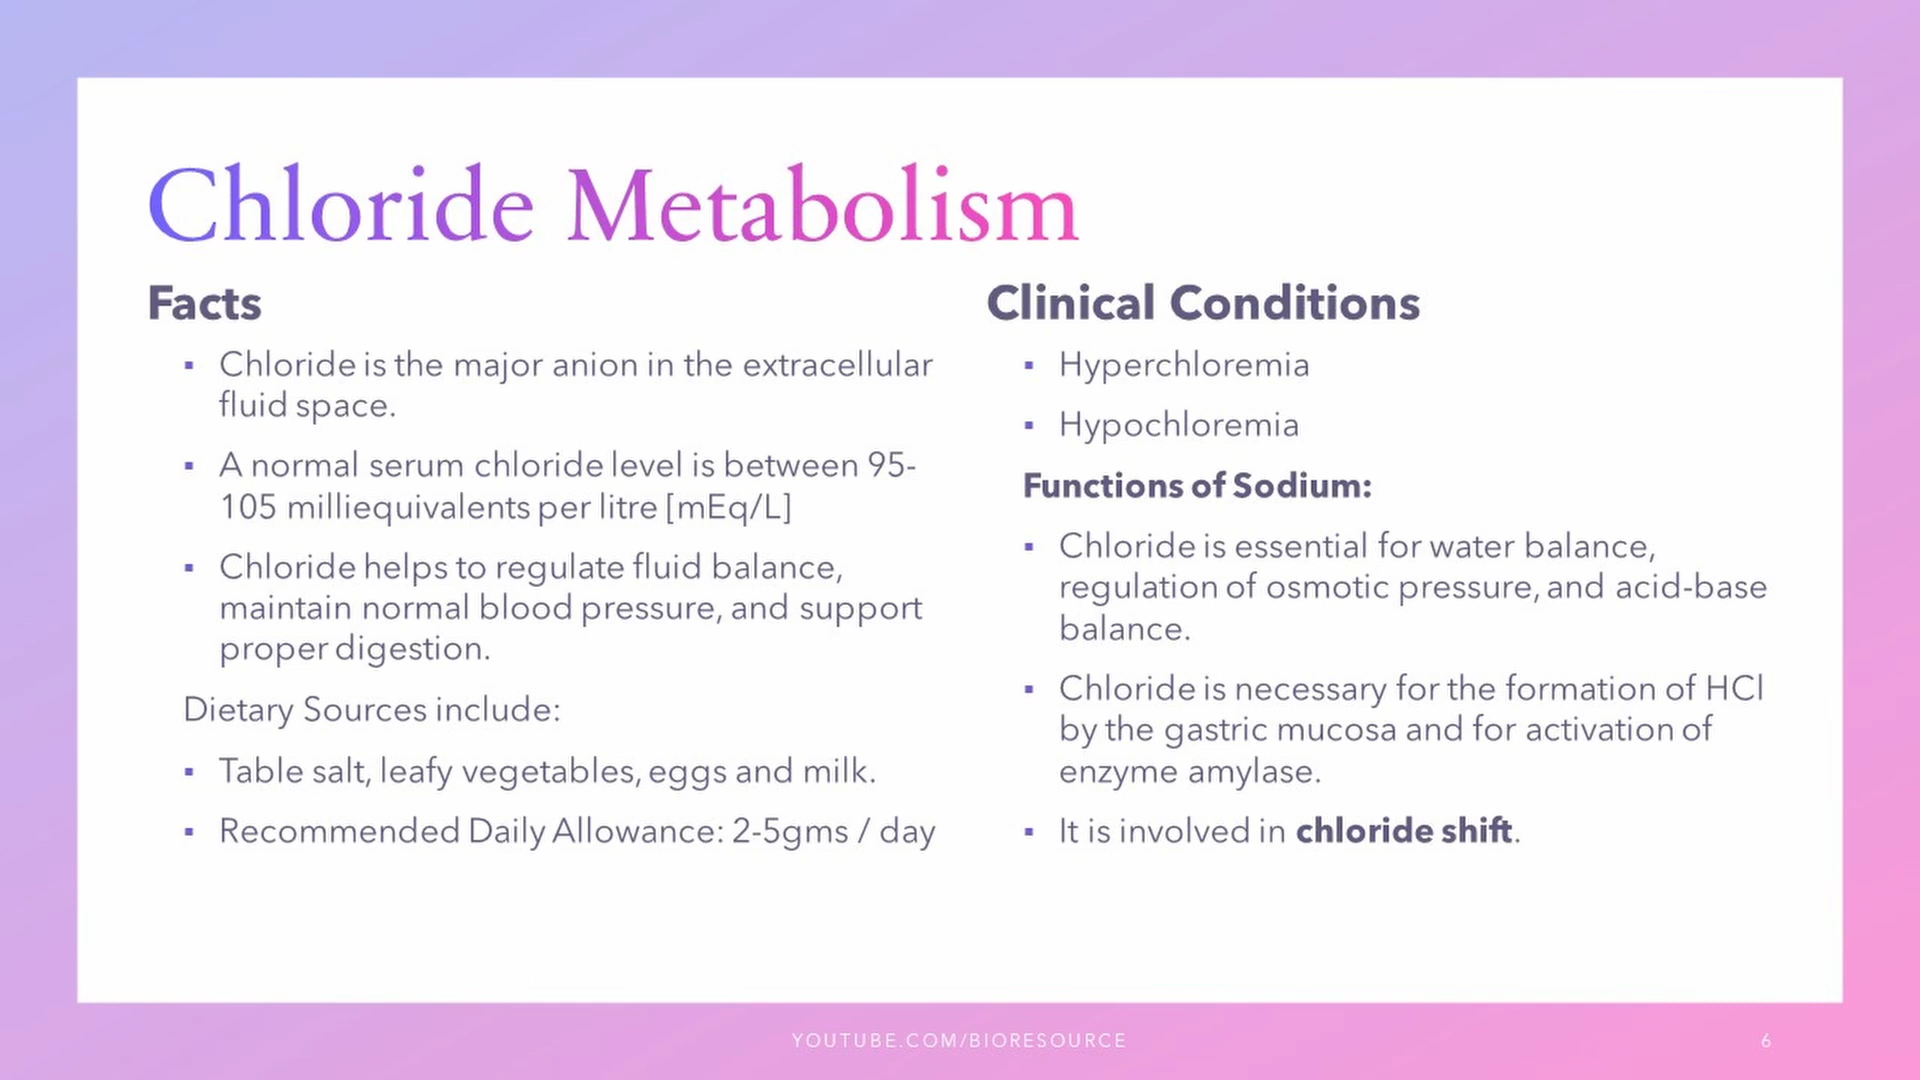 Chloride Metabolism
Facts
▪ Chloride is the major anion in the extracellular
fluid space.
▪ A normal serum chloride level is between 95-
105 milliequivalents per litre [mEq/L]
▪ Chloride helps to regulate fluid balance,
maintain normal blood pressure, and support
proper digestion.
Dietary Sources include:
▪ Table salt, leafy vegetables, eggs and milk.
▪ Recommended Daily Allowance: 2-5gms / day
Clinical Conditions
▪ Hyperchloremia
▪ Hypochloremia
Functions of Sodium:
▪ Chloride is essential for water balance,
regulation of osmotic pressure, and acid-base
balance.
▪ Chloride is necessary for the formation of HCl
by the gastric mucosa and for activation of
enzyme amylase.
▪ It is involved in chloride shift.
YOUTUBE.COM/BIORESOURCE
6